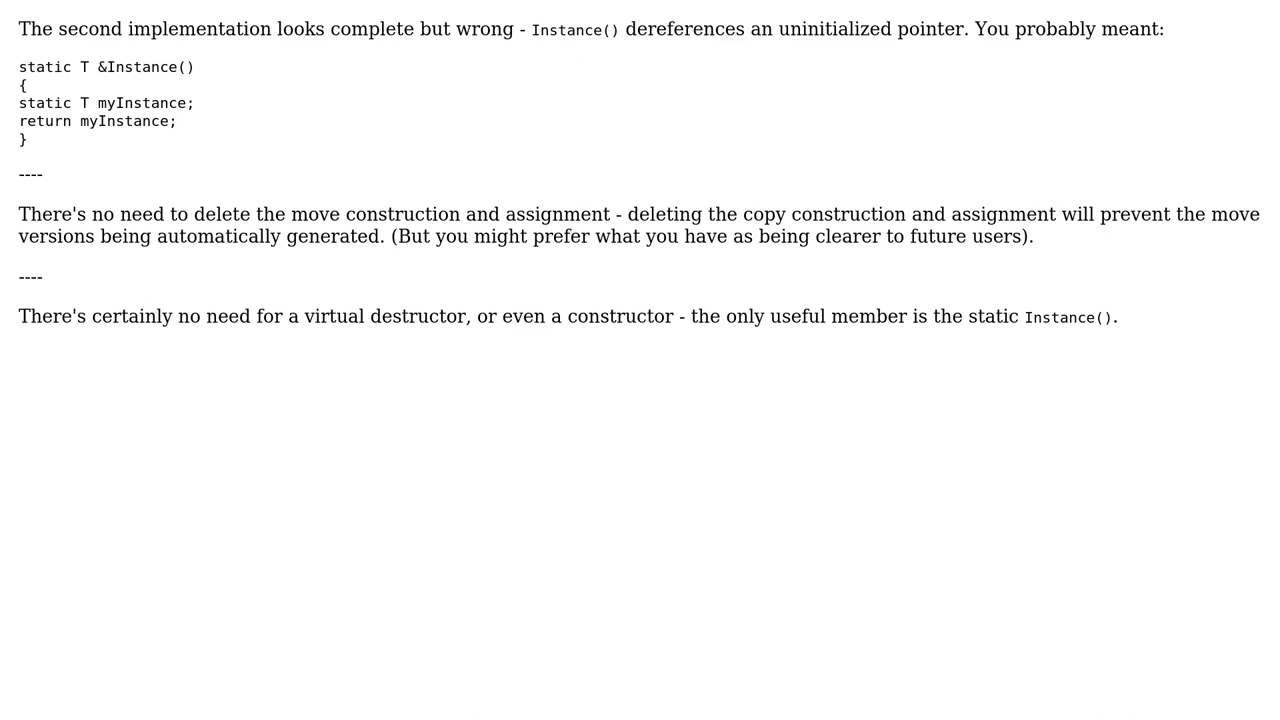 The second implementation looks complete but wrong - Instance() dereferences an uninitialized pointer. You probably meant:
static T &Instance()
{
static T myInstance;
return myInstance;
}
----
There's no need to delete the move construction and assignment - deleting the copy construction and assignment will prevent the move
versions being automatically generated. (But you might prefer what you have as being clearer to future users).
----
There's certainly no need for a virtual destructor, or even a constructor - the only useful member is the static Instance().